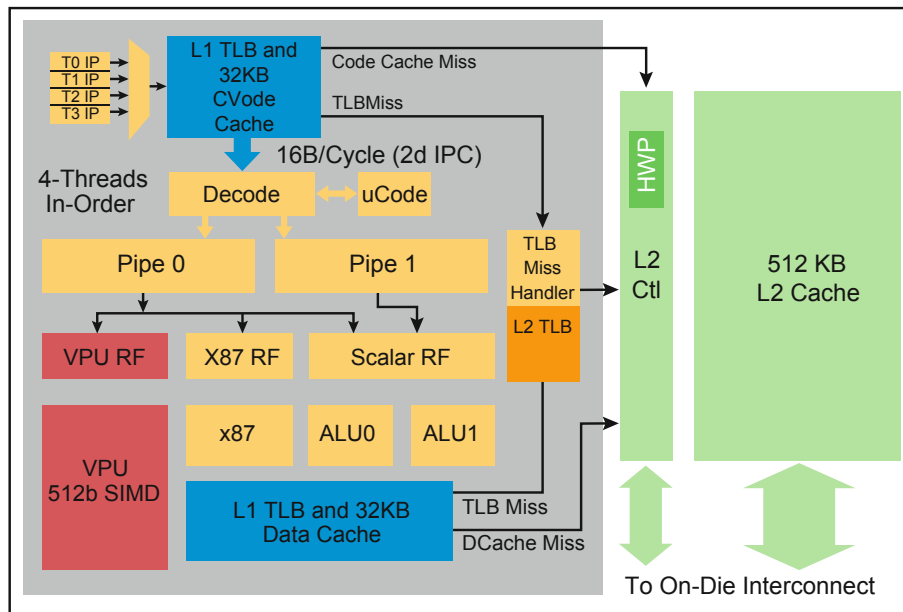 T0 IP
T1 IP
T2 IP
T3 IP
L1 TLB and
32KB
CVode
Cache
Code Cache Miss
TLBMiss
16B/Cycle (2d IPC)
4-Threads
In-Order
Decode
uCode
Pipe 0
Pipe 1
TLB
Miss
Handler
L2 TLB
HWP
L2
Ctl
512 KB
L2 Cache
VPU RF
X87 RF
Scalar RF
VPU
512b SIMD
x87
ALU0
ALU1
L1 TLB and 32KB
Data Cache
TLB Miss
DCache Miss
To On-Die Interconnect